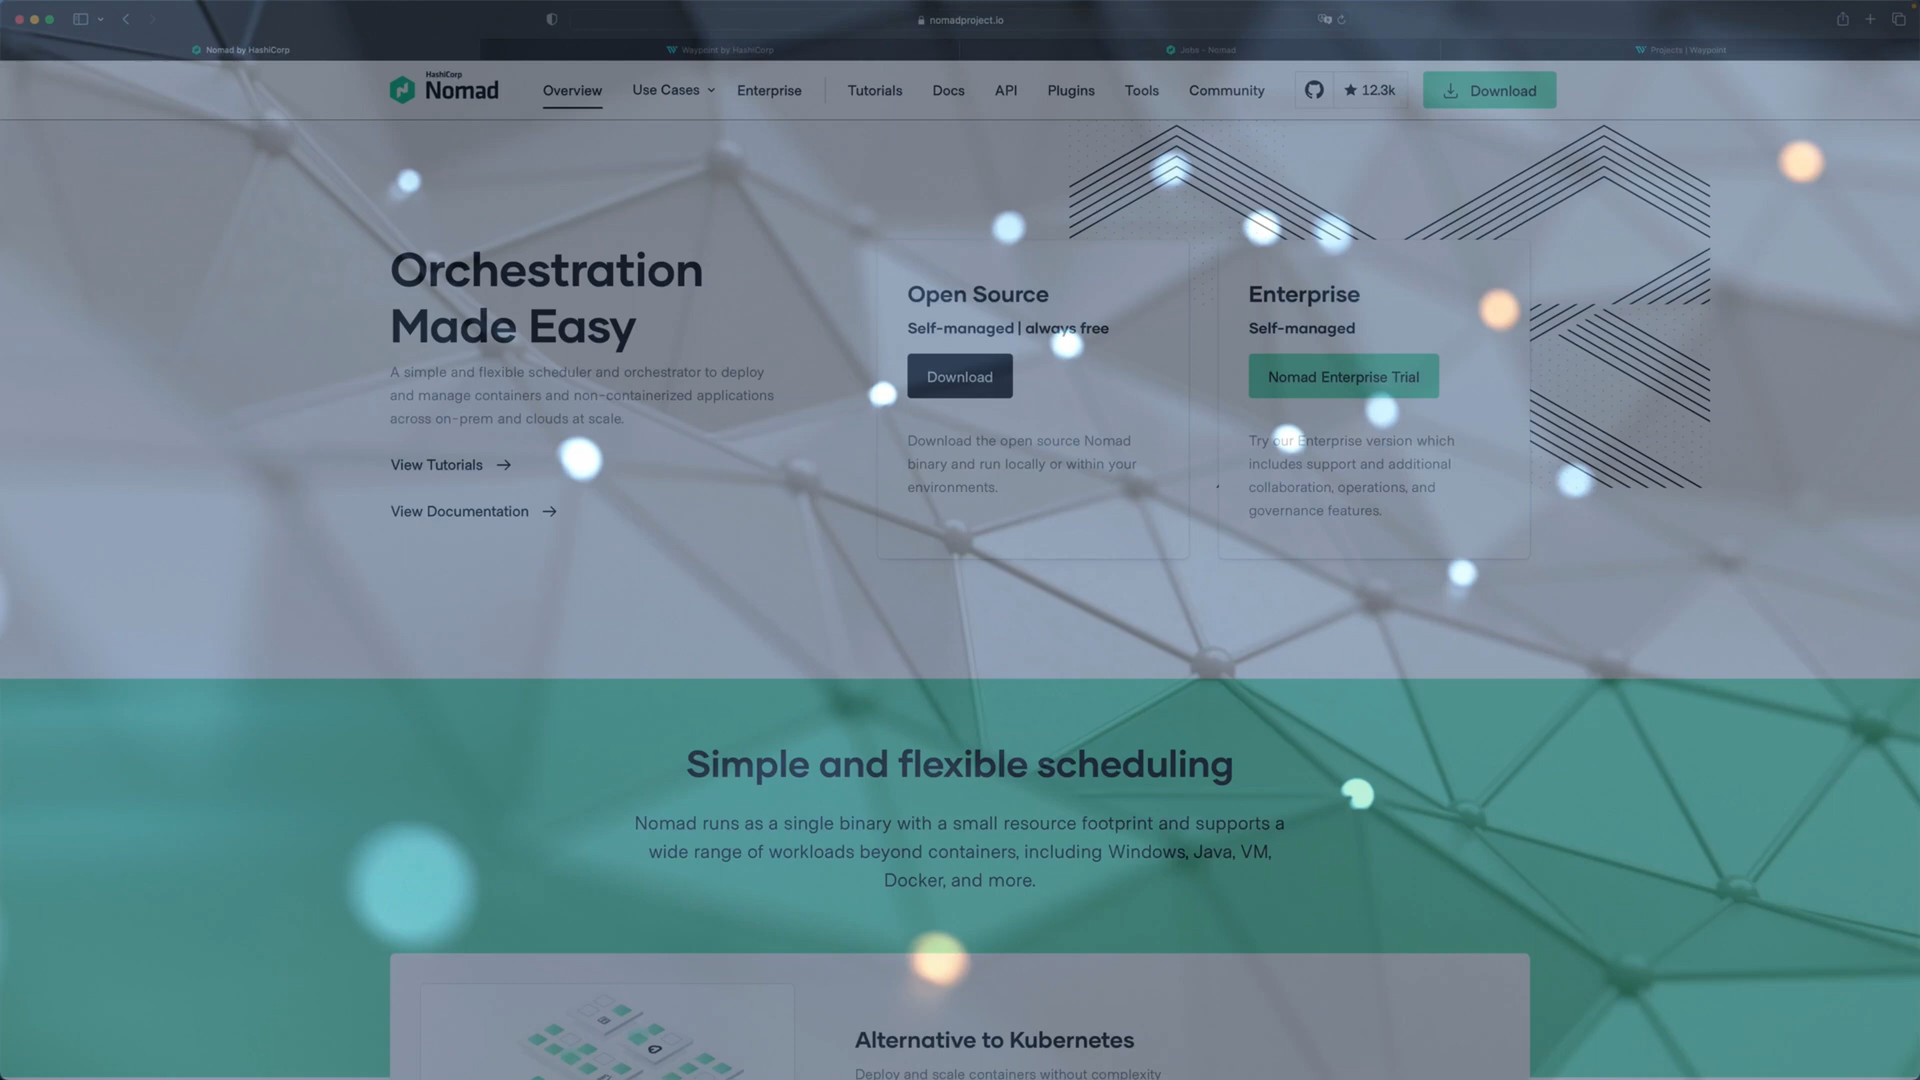 nomadproject.io
Nomad by HashiCorp
Waypoint by HashiCorp
Jobs - Nomad
Projects | Waypoint
HashiCorp
Nomad
Overview
Use Cases
Enterprise
Tutorials
Docs
API
Plugins
Tools
Community
12.3k
Download
Orchestration
Made Easy
A simple and flexible scheduler and orchestrator to deploy
and manage containers and non-containerized applications
across on-prem and clouds at scale.
View Tutorials
View Documentation
Open Source
Self-managed | always free
Download
Download the open source Nomad
binary and run locally or within your
environments.
Enterprise
Self-managed
Nomad Enterprise Trial
Try our Enterprise version which
includes support and additional
collaboration, operations, and
governance features.
Simple and flexible scheduling
Nomad runs as a single binary with a small resource footprint and supports a
wide range of workloads beyond containers, including Windows, Java, VM,
Docker, and more.
Alternative to Kubernetes
Deploy and scale containers without complexity